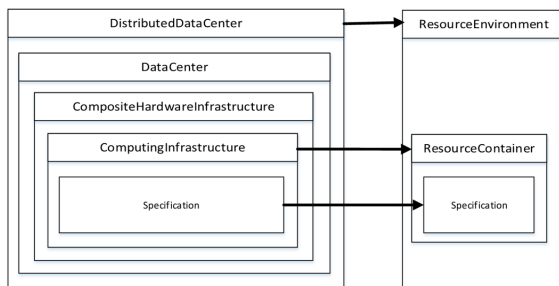 DistributedDataCenter
ResourceEnvironment
DataCenter
CompositeHardwareInfrastructure
ComputingInfrastructure
ResourceContainer
Specification
Specification